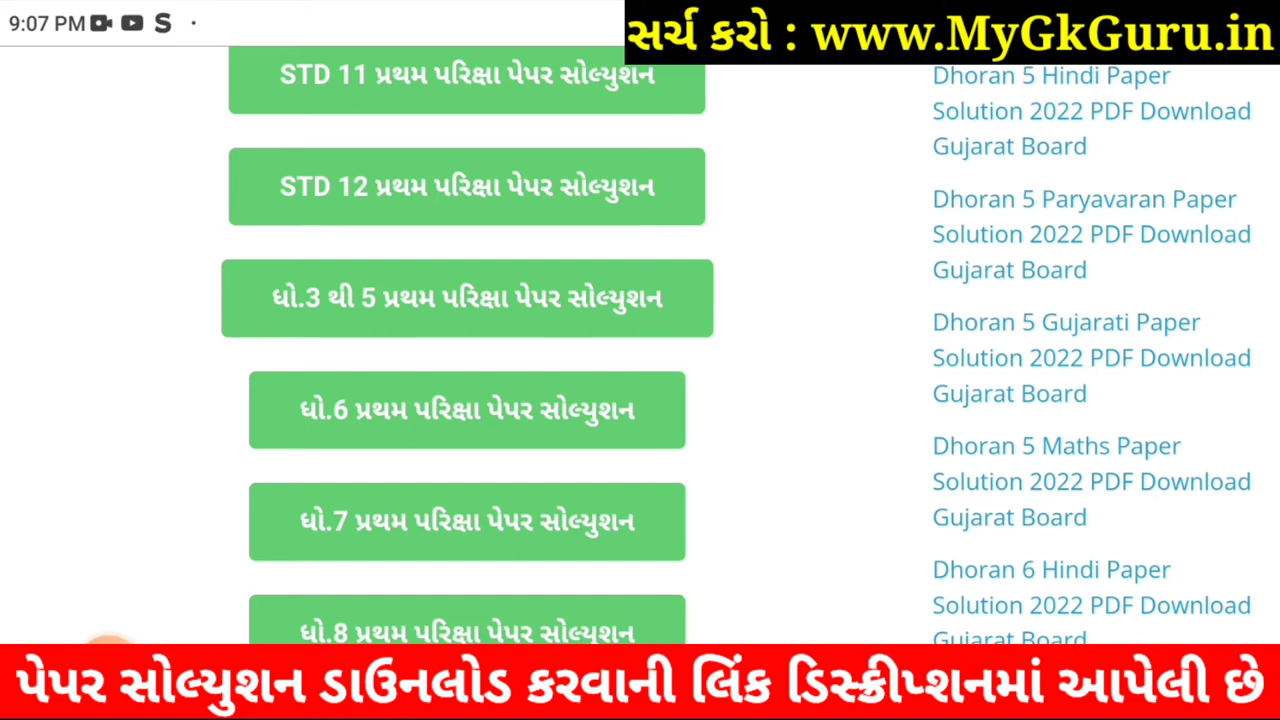 9:07 PM S
સર્ચ કરો : www.MyGkGuru.in
STD 11 પ્રથમ પરિક્ષા પેપર સોલ્યુશન
STD 12 પ્રથમ પરિક્ષા પેપર સોલ્યુશન
ધો.3 થી 5 પ્રથમ પરિક્ષા પેપર સોલ્યુશન
ધો.6 પ્રથમ પરિક્ષા પેપર સોલ્યુશન
ધો.7 પ્રથમ પરિક્ષા પેપર સોલ્યુશન
ધો.8 પ્રથમ પરિક્ષા પેપર સોલ્યુશન
Dhoran 5 Hindi Paper
Solution 2022 PDF Download
Gujarat Board
Dhoran 5 Paryavaran Paper
Solution 2022 PDF Download
Gujarat Board
Dhoran 5 Gujarati Paper
Solution 2022 PDF Download
Gujarat Board
Dhoran 5 Maths Paper
Solution 2022 PDF Download
Gujarat Board
Dhoran 6 Hindi Paper
Solution 2022 PDF Download
Gujarat Board
પેપર સોલ્યુશન ડાઉનલોડ કરવાની લિંક ડિસ્ક્રીપ્શનમાં આપેલી છે